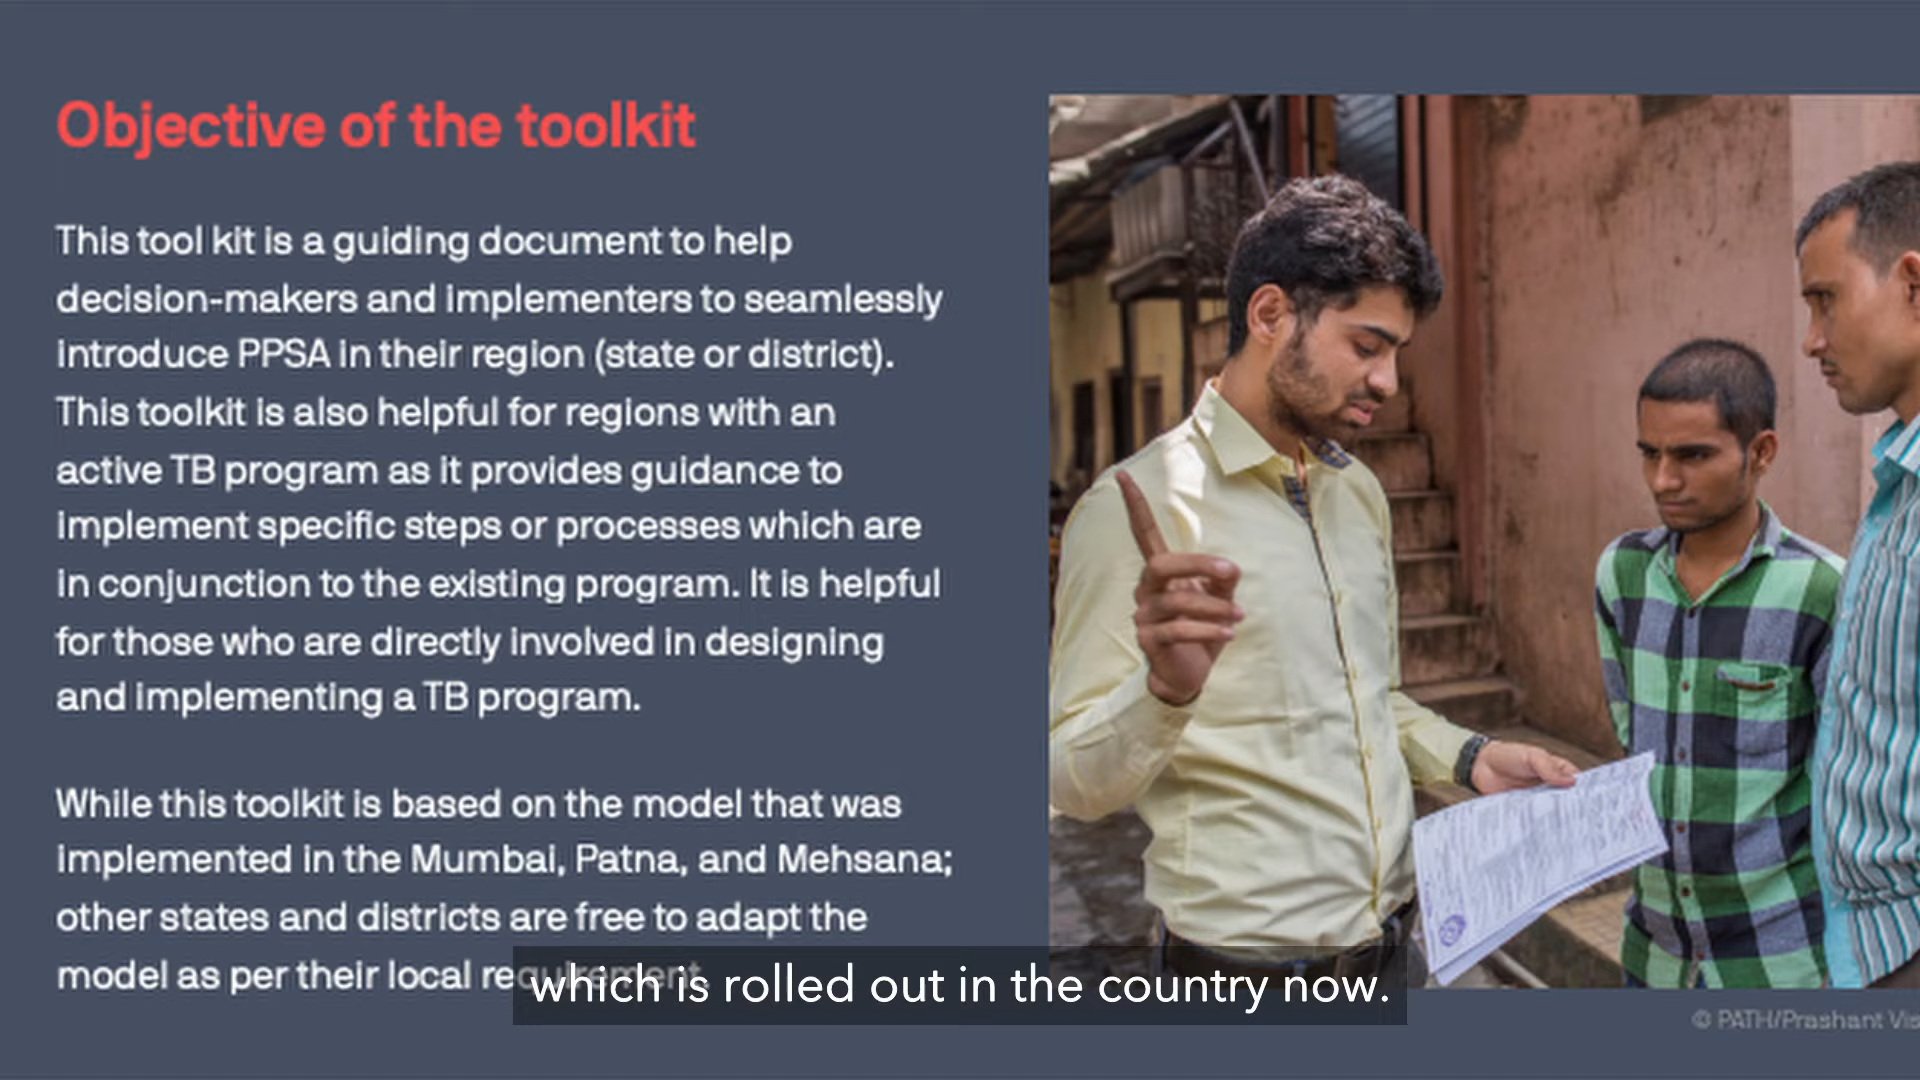 Objective of the toolkit
This tool kit is a guiding document to help
decision-makers and implementers to seamlessly
introduce PPSA in their region (state or district).
This toolkit is also helpful for regions with an
active TB program as it provides guidance to
implement specific steps or processes which are
in conjunction to the existing program. It is helpful
for those who are directly involved in designing
and implementing a TB program.
While this toolkit is based on the model that was
implemented in the Mumbai, Patna, and Mehsana;
other states and districts are free to adapt the
model as per their local requirement.
which is rolled out in the country now.
© PATH/Prashant Vis